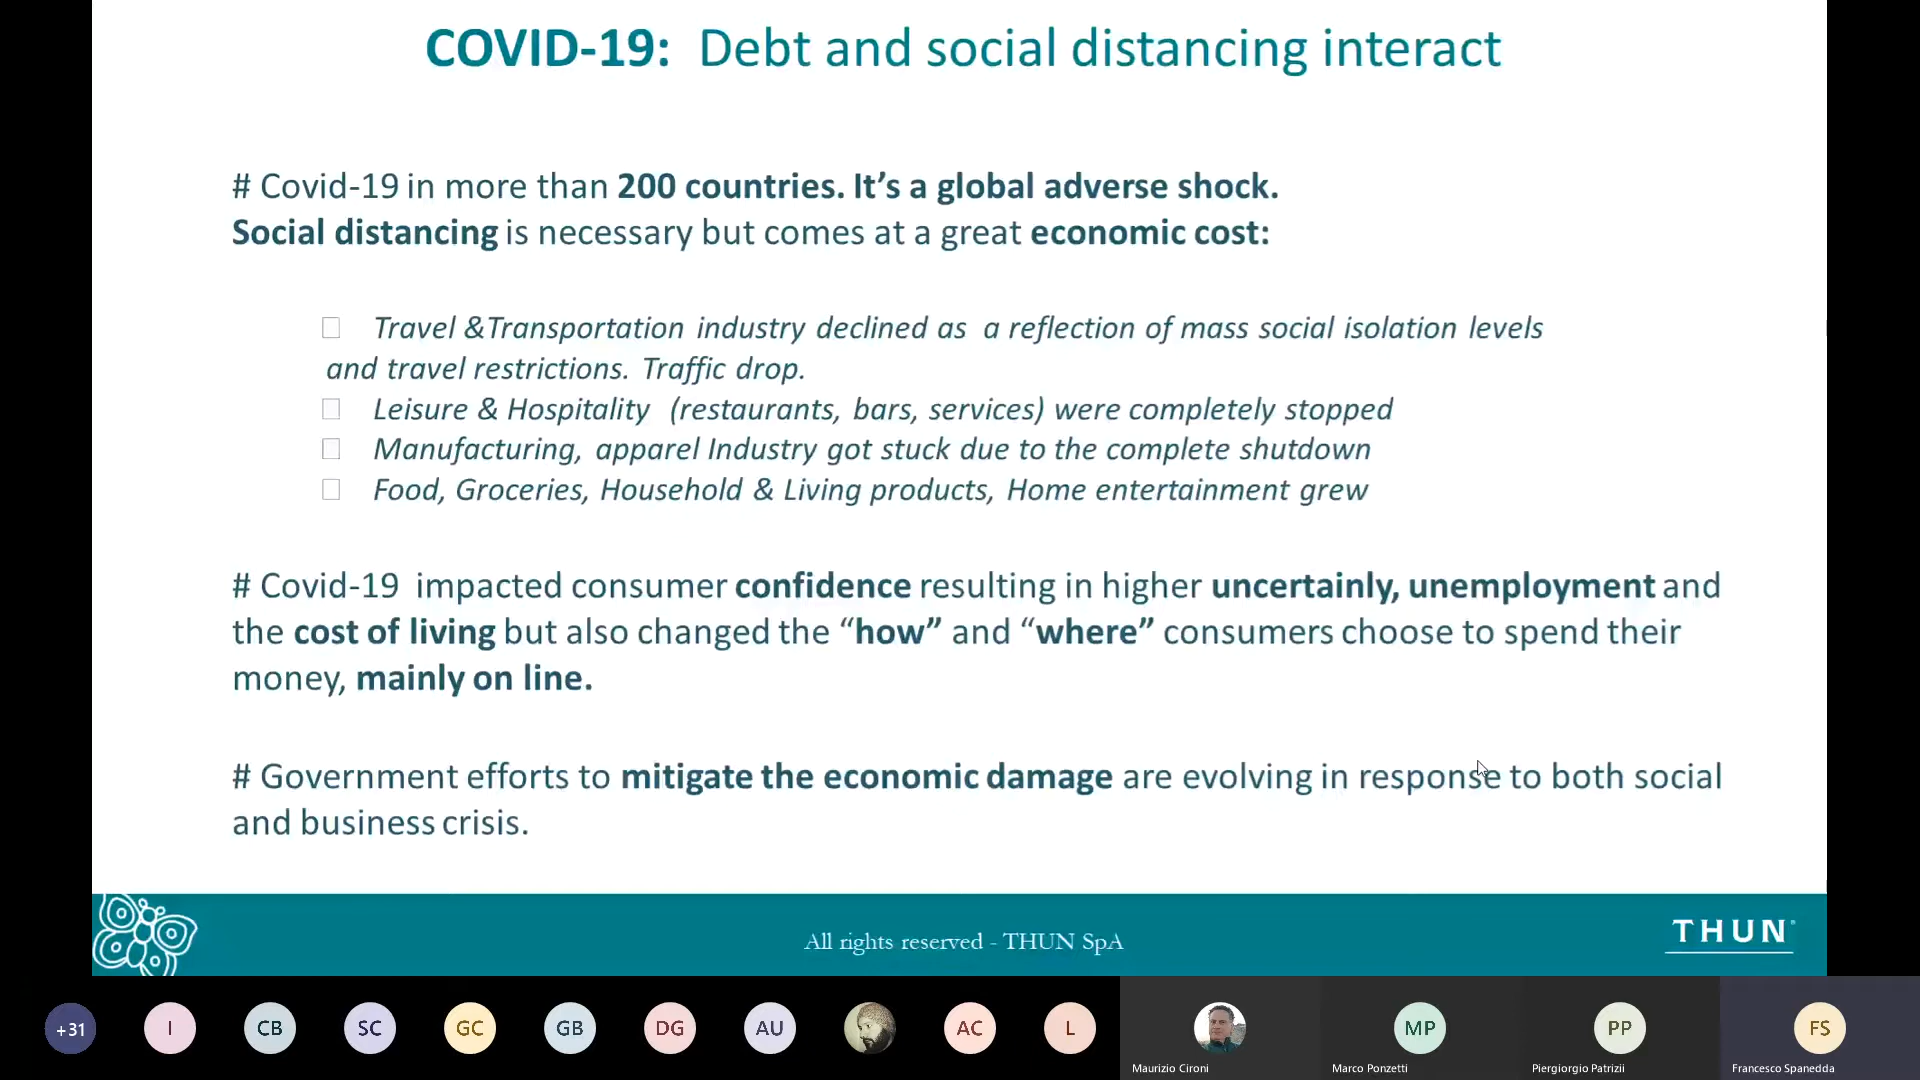 COVID-19: Debt and social distancing interact
# Covid-19 in more than 200 countries. It’s a global adverse shock.
Social distancing is necessary but comes at a great economic cost:
Travel &Transportation industry declined as a reflection of mass social isolation levels
and travel restrictions. Traffic drop.
Leisure & Hospitality (restaurants, bars, services) were completely stopped
Manufacturing, apparel Industry got stuck due to the complete shutdown
Food, Groceries, Household & Living products, Home entertainment grew
# Covid-19 impacted consumer confidence resulting in higher uncertainly, unemployment and
the cost of living but also changed the “how” and “where” consumers choose to spend their
money, mainly on line.
# Government efforts to mitigate the economic damage are evolving in response to both social
and business crisis.
All rights reserved - THUN SpA
THUN
+31
I
CB
SC
GC
GB
DG
AU
AC
L
MP
PP
FS
Maurizio Cironi
Marco Ponzetti
Piergiorgio Patrizii
Francesco Spanedda